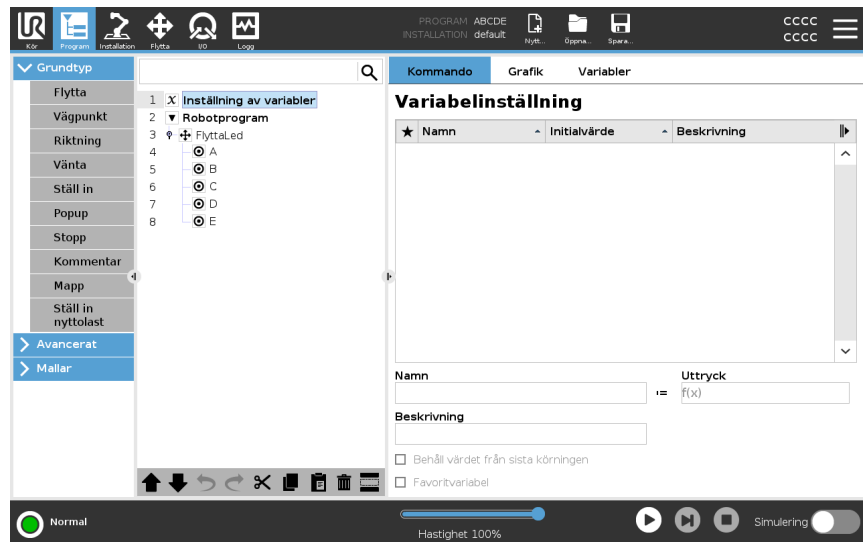 UR
PROGRAM ABCDE
INSTALLATION default
CCCC
CCCC
Kör Program Installation Flytta I/O Logg Nytt... Öppna... Spara...
Grundtyp
Flytta
Vägpunkt
Riktning
Vänta
Ställ in
Popup
Stopp
Kommentar
Mapp
Ställ in
nyttolast
Avancerat
Mallar
1 X Inställning av variabler
2 Robotprogram
3 FlyttaLed
4 A
5 B
6 C
7 D
8 E
Kommando Grafik Variabler
Variabelinställning
Namn Initialvärde Beskrivning
Namn Uttryck
:= f(x)
Beskrivning
Behåll värdet från sista körningen
Favoritvariabel
Normal
Hastighet 100%
Simulering